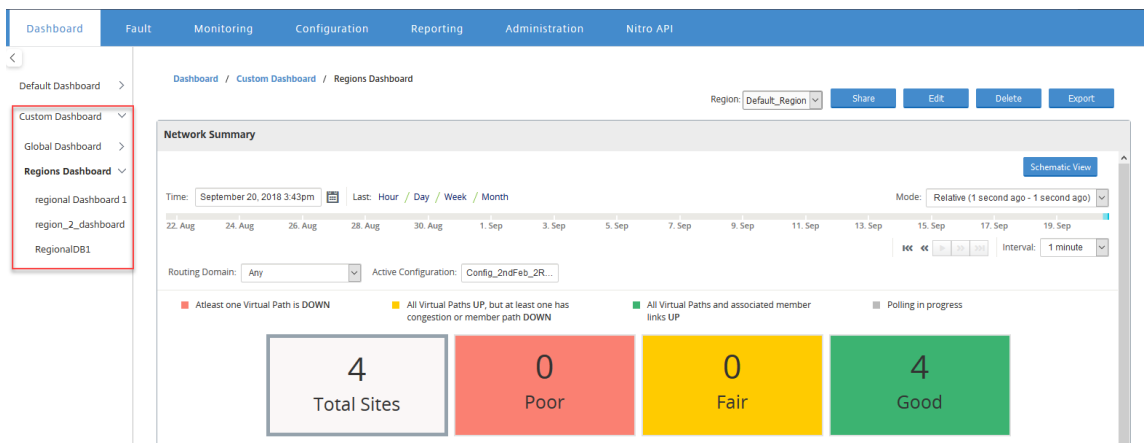 Dashboard Fault Monitoring Configuration Reporting Administration Nitro API
Default Dashboard
Custom Dashboard
Global Dashboard
Regions Dashboard
regional Dashboard 1
region_2_dashboard
RegionalDB1
Dashboard / Custom Dashboard / Regions Dashboard
Region: Default_Region Share Edit Delete Export
Network Summary
Schematic View
Time: September 20, 2018 3:43pm Last: Hour / Day / Week / Month Mode: Relative (1 second ago - 1 second ago)
22. Aug 24. Aug 26. Aug 28. Aug 30. Aug 1. Sep 3. Sep 5. Sep 7. Sep 9. Sep 11. Sep 13. Sep 15. Sep 17. Sep 19. Sep
Interval: 1 minute
Routing Domain: Any Active Configuration: Config_2ndFeb_2R...
Atleast one Virtual Path is DOWN
All Virtual Paths UP, but at least one has
congestion or member path DOWN
All Virtual Paths and associated member
links UP
Polling in progress
4
Total Sites
0
Poor
0
Fair
4
Good